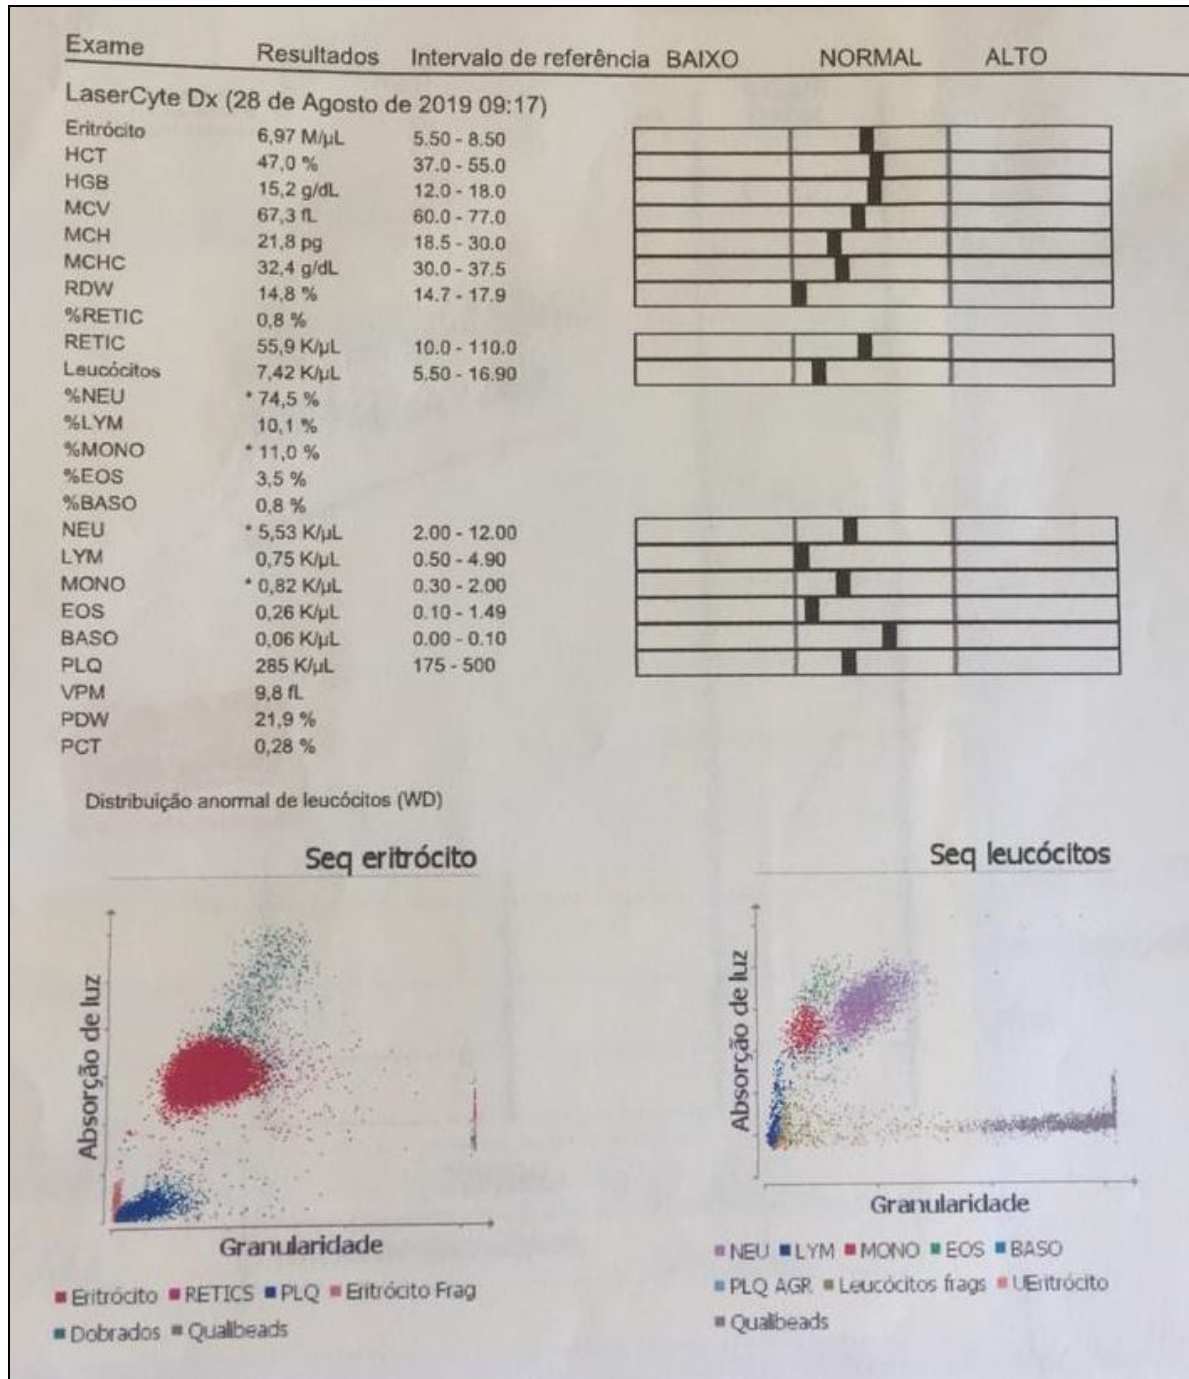 Exame Resultados Intervalo de referência BAIXO NORMAL ALTO
LaserCyte Dx (28 de Agosto de 2019 09:17)
Eritrócito 6,97 M/µL 5.50 - 8.50
HCT 47,0 % 37.0 - 55.0
HGB 15,2 g/dL 12.0 - 18.0
MCV 67,3 fL 60.0 - 77.0
MCH 21,8 pg 18.5 - 30.0
MCHC 32,4 g/dL 30.0 - 37.5
RDW 14,8 % 14.7 - 17.9
%RETIC 0,8 %
RETIC 55,9 K/µL 10.0 - 110.0
Leucócitos 7,42 K/µL 5.50 - 16.90
%NEU * 74,5 %
%LYM 10,1 %
%MONO * 11,0 %
%EOS 3,5 %
%BASO 0,8 %
NEU * 5,53 K/µL 2.00 - 12.00
LYM 0,75 K/µL 0.50 - 4.90
MONO * 0,82 K/µL 0.30 - 2.00
EOS 0,26 K/µL 0.10 - 1.49
BASO 0,06 K/µL 0.00 - 0.10
PLQ 285 K/µL 175 - 500
VPM 9,8 fL
PDW 21,9 %
PCT 0,28 %
Distribuição anormal de leucócitos (WD)
Seq eritrócito
Absorção de luz
Granularidade
Eritrócito RETICS PLQ Eritrócito Frag
Dobrados Qualibeads
Seq leucócitos
Absorção de luz
Granularidade
NEU LYM MONO EOS BASO
PLQ AGR Leucócitos frags UEritrócito
Qualibeads